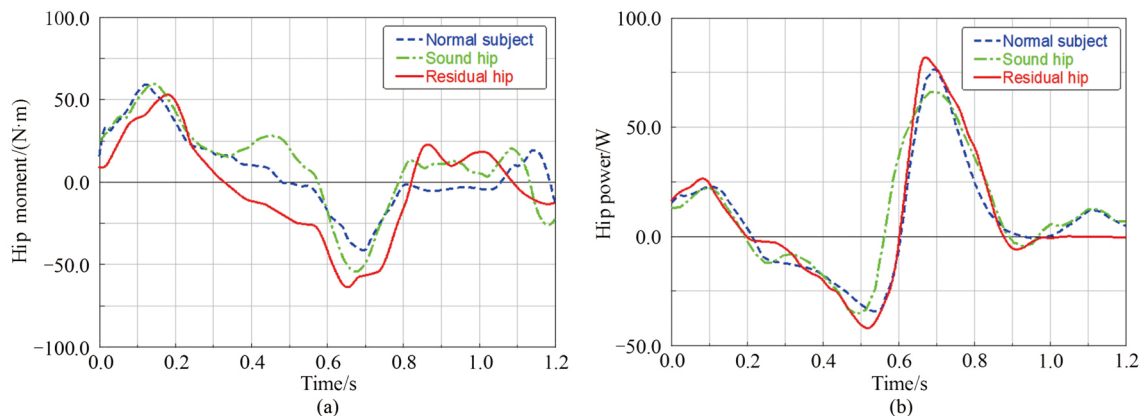 100.0
50.0
0.0
−50.0
−100.0
Hip moment/(N·m)
Normal subject
Sound hip
Residual hip
0.0 0.2 0.4 0.6 0.8 1.0 1.2
Time/s
(a)
100.0
50.0
0.0
−50.0
Hip power/W
Normal subject
Sound hip
Residual hip
0.0 0.2 0.4 0.6 0.8 1.0 1.2
Time/s
(b)